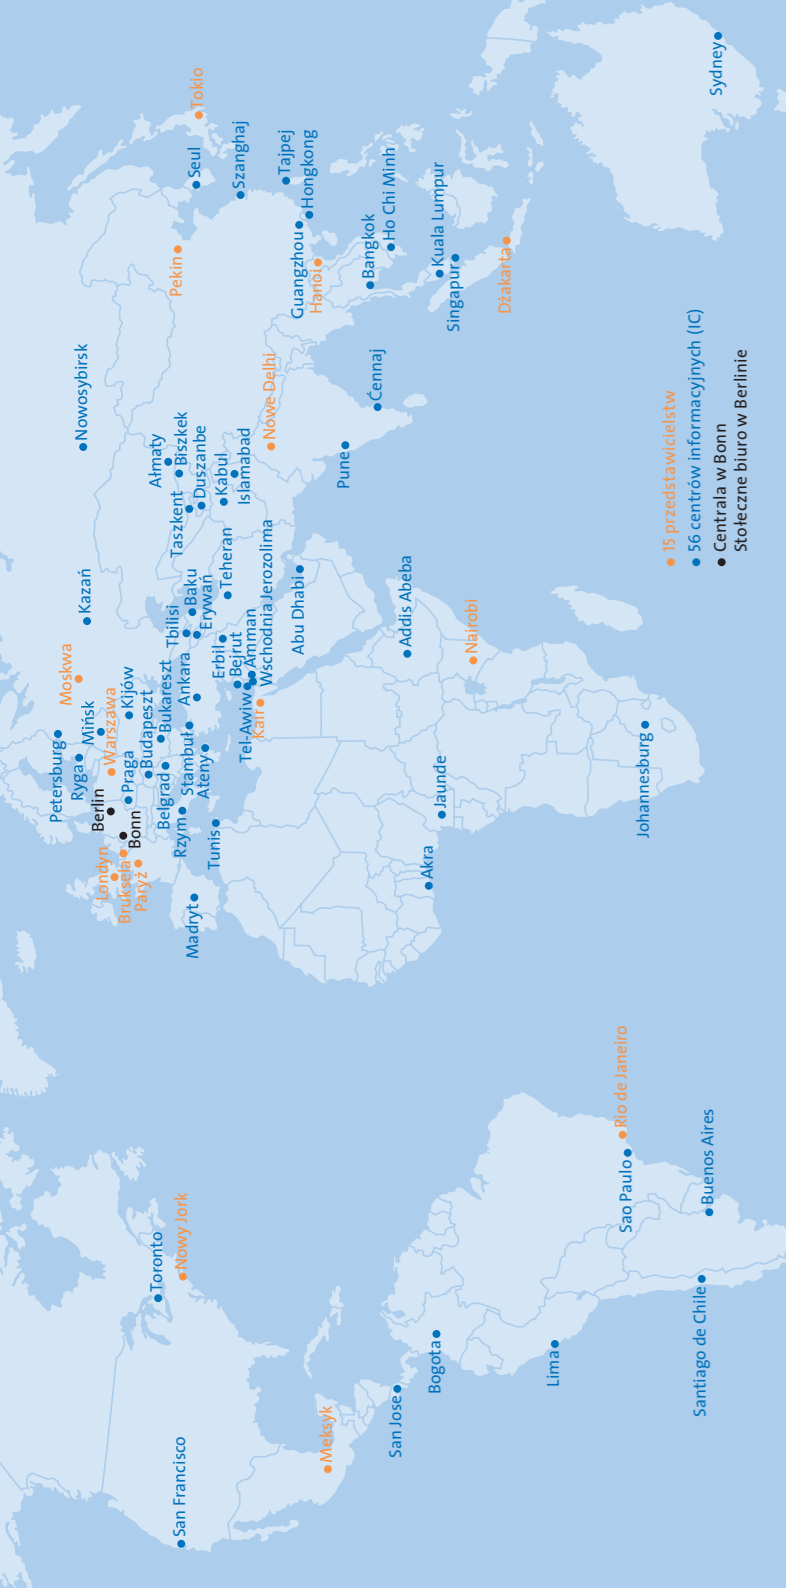 San Francisco
Toronto
Nowy Jork
Meksyk
San Jose
Bogota
Lima
Sao Paulo
Rio de Janeiro
Santiago de Chile
Buenos Aires
Petersburg
Ryga
Mińsk
Moskwa
Kazań
Nowosybirsk
Berlin
Bonn
Londyn
Bruksela
Paryż
Warszawa
Praga
Kijów
Budapeszt
Belgrad
Bukareszt
Rzym
Stambuł
Ankara
Ateny
Madryt
Tunis
Tbilisi
Baku
Erywań
Erbil
Teheran
Bejrut
Amman
Tel-Awiw
Wschodnia Jerozolima
Kair
Abu Dhabi
Ałmaty
Biszkek
Taszkent
Duszanbe
Kabul
Islamabad
Nowe Delhi
Pune
Ćennaj
Pekin
Seul
Tokio
Szanghaj
Tajpej
Guangzhou
Hongkong
Hanoi
Bangkok
Ho Chi Minh
Kuala Lumpur
Singapur
Dżakarta
Sydney
Akra
Jaunde
Addis Abeba
Nairobi
Johannesburg
15 przedstawicielstw
56 centrów informacyjnych (IC)
Centrala w Bonn
Stołeczne biuro w Berlinie